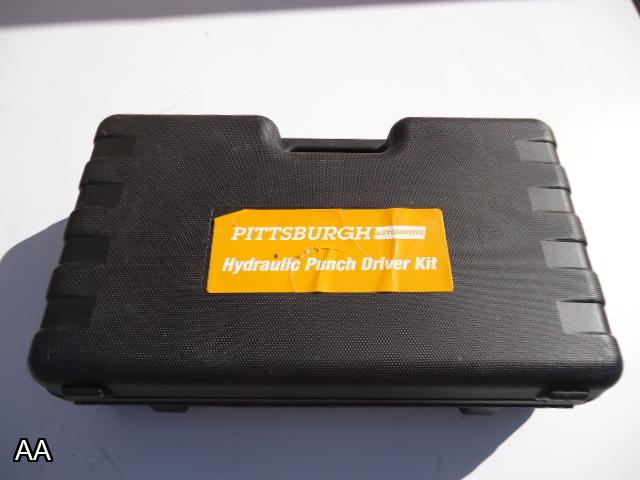 PITTSBURGH AUTOMOTIVE
Hydraulic Punch Driver Kit
AA